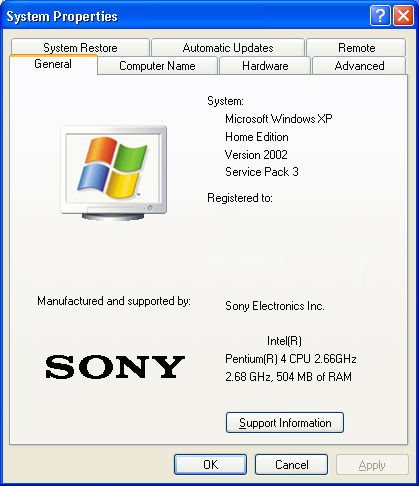 System Properties
System Restore
Automatic Updates
Remote
General
Computer Name
Hardware
Advanced
System:
Microsoft Windows XP
Home Edition
Version 2002
Service Pack 3
Registered to:
Manufactured and supported by:
SONY
Sony Electronics Inc.
Intel(R)
Pentium(R) 4 CPU 2.66GHz
2.68 GHz, 504 MB of RAM
Support Information
OK
Cancel
Apply